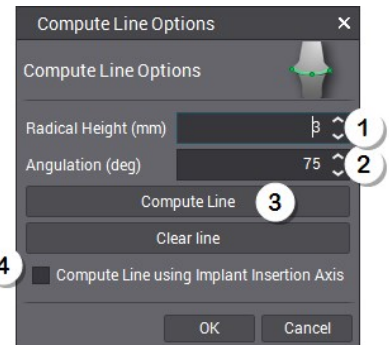 Compute Line Options ×
Compute Line Options
Radical Height (mm) 3 1
Angulation (deg) 75 2
Compute Line 3
Clear line
4 Compute Line using Implant Insertion Axis
OK Cancel